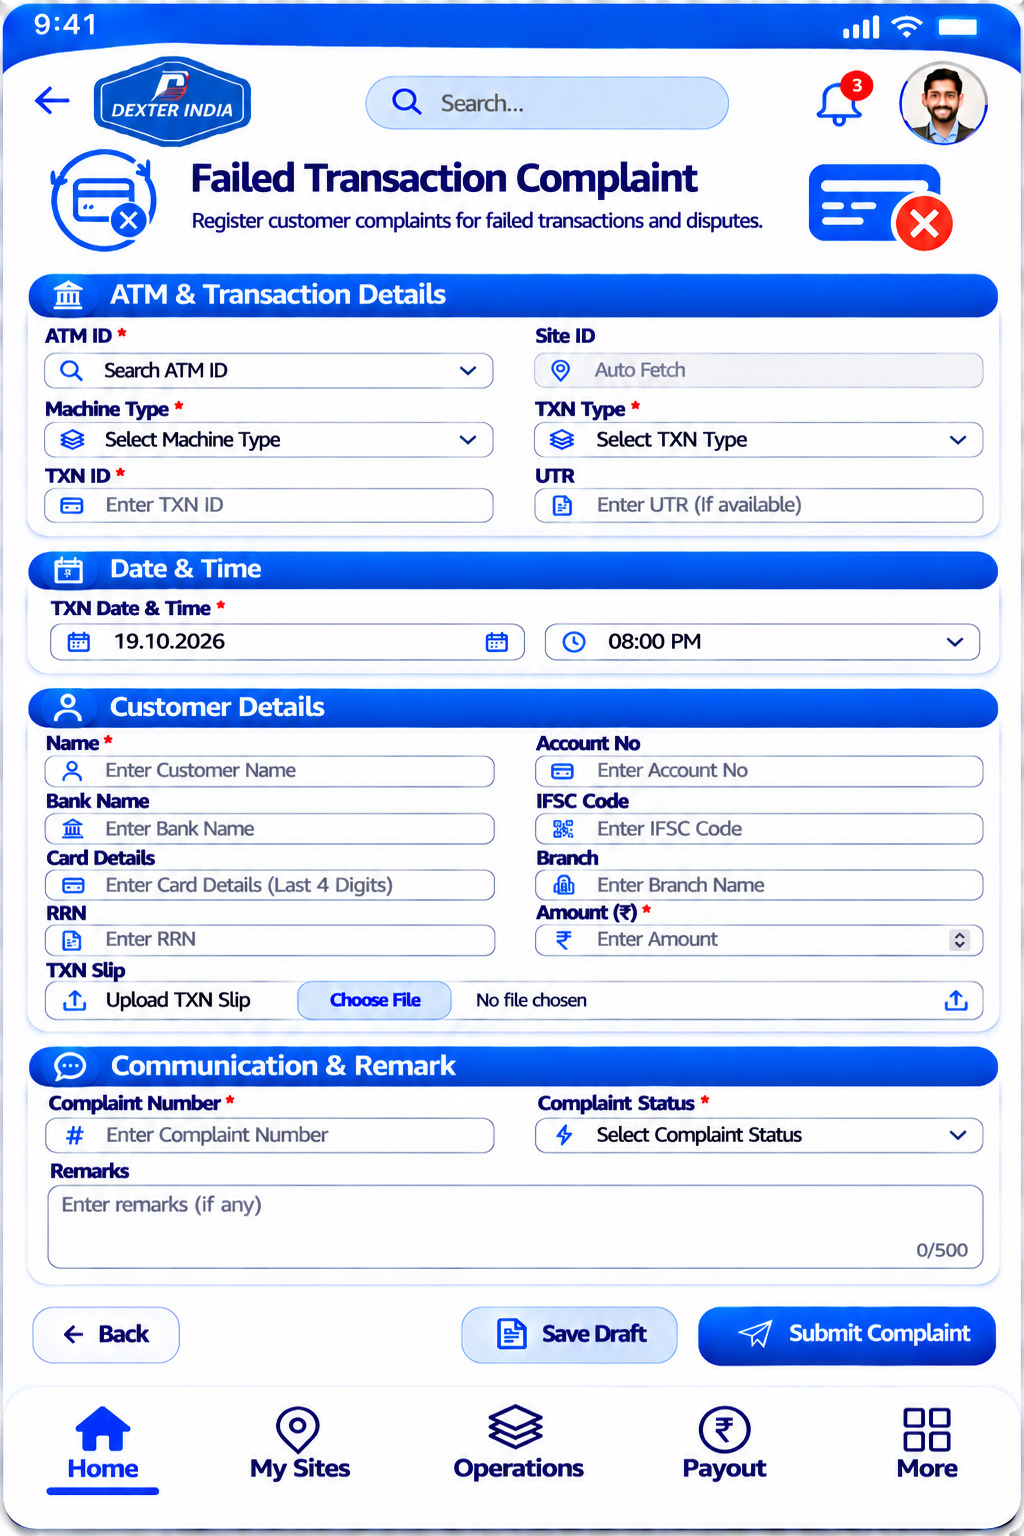 9:41
DEXTER INDIA
Search...
3
Failed Transaction Complaint
Register customer complaints for failed transactions and disputes.
ATM & Transaction Details
ATM ID *
Site ID
Search ATM ID
Auto Fetch
Machine Type *
TXN Type *
Select Machine Type
Select TXN Type
TXN ID *
UTR
Enter TXN ID
Enter UTR (If available)
Date & Time
TXN Date & Time *
19.10.2026
08:00 PM
Customer Details
Name *
Account No
Enter Customer Name
Enter Account No
Bank Name
IFSC Code
Enter Bank Name
Enter IFSC Code
Card Details
Branch
Enter Card Details (Last 4 Digits)
Enter Branch Name
RRN
Amount (₹) *
Enter RRN
₹ Enter Amount
TXN Slip
Upload TXN Slip
Choose File
No file chosen
Communication & Remark
Complaint Number *
Complaint Status *
# Enter Complaint Number
Select Complaint Status
Remarks
Enter remarks (if any)
0/500
Back
Save Draft
Submit Complaint
₹
Home
My Sites
Operations
Payout
More